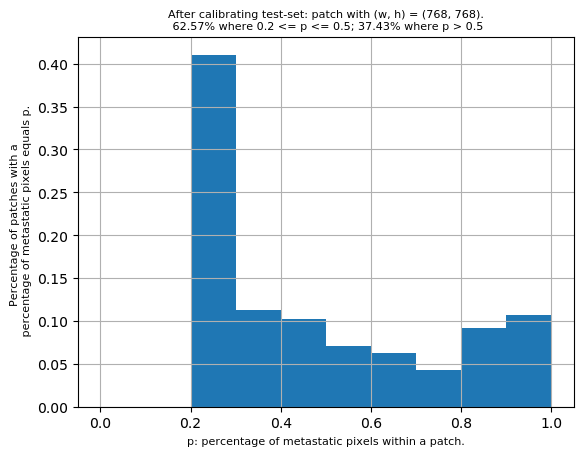 After calibrating test-set: patch with (w, h) = (768, 768).
62.57% where 0.2 <= p <= 0.5; 37.43% where p > 0.5
Percentage of patches with a
percentage of metastatic pixels equals p.
0.40
0.35
0.30
0.25
0.20
0.15
0.10
0.05
0.00
0.0 0.2 0.4 0.6 0.8 1.0
p: percentage of metastatic pixels within a patch.